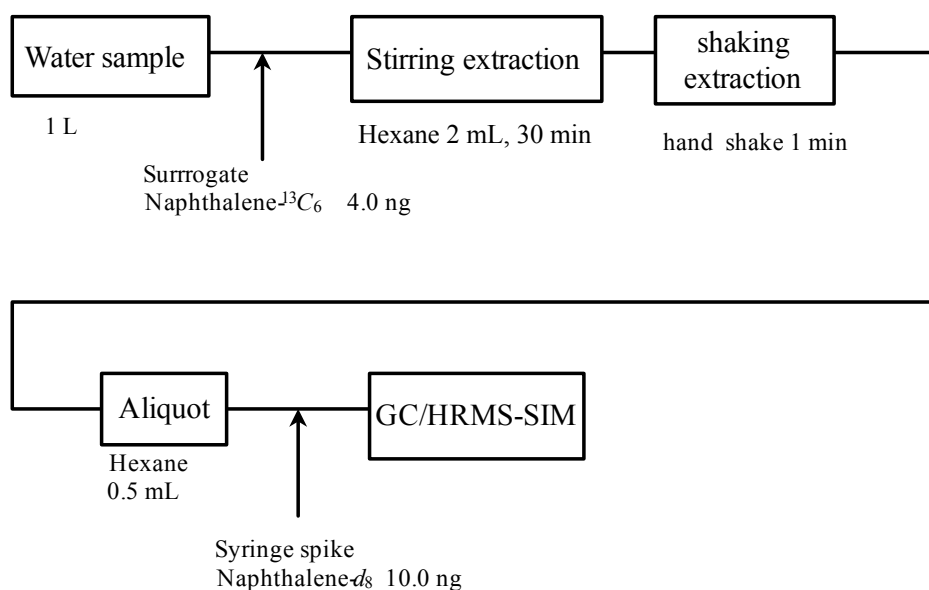 Water sample
1 L
Surrrogate
Naphthalene-¹³C₆ 4.0 ng
Stirring extraction
Hexane 2 mL, 30 min
shaking
extraction
hand shake 1 min
Aliquot
Hexane
0.5 mL
Syringe spike
Naphthalene-d₈ 10.0 ng
GC/HRMS-SIM